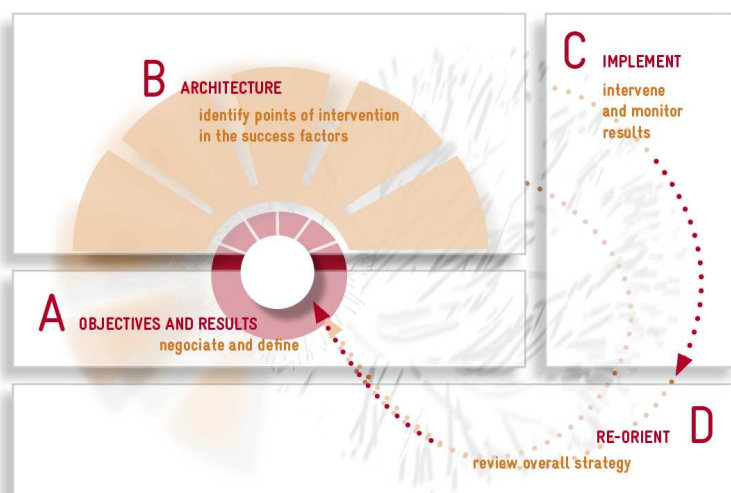 B ARCHITECTURE
identify points of intervention
in the success factors
C IMPLEMENT
intervene
and monitor
results
A OBJECTIVES AND RESULTS
negociate and define
RE-ORIENT D
review overall strategy